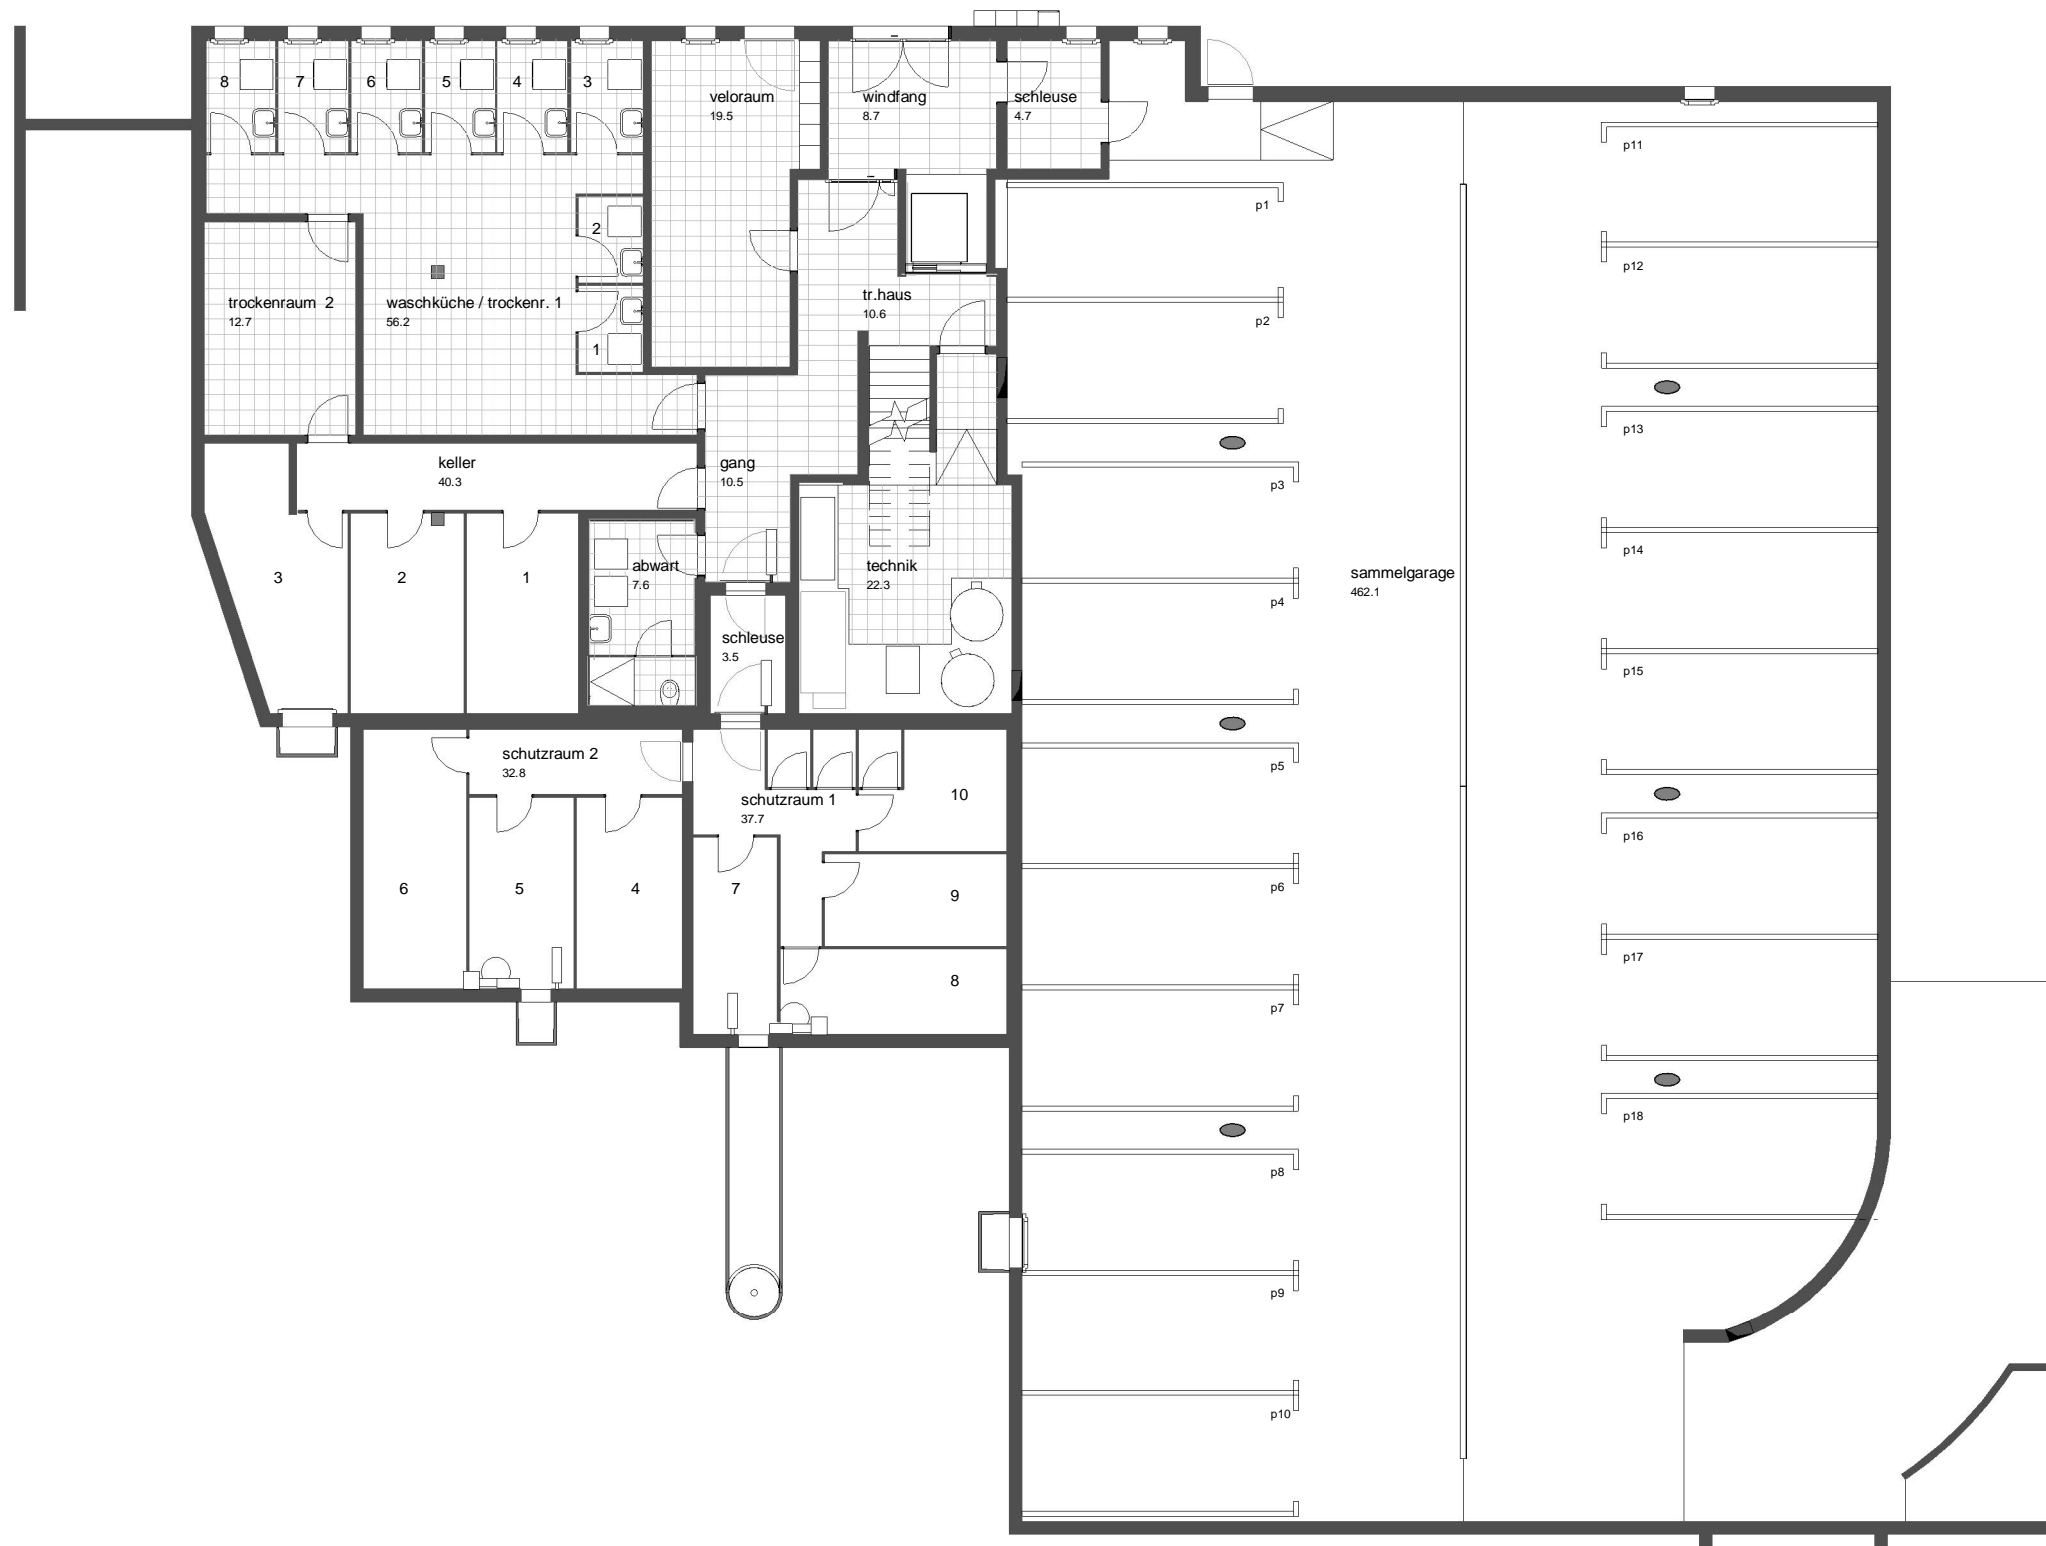 8
7
6
5
4
3
veloraum
19.5
windfang
8.7
schleuse
4.7
p11
p1
2
p12
trockenraum 2
12.7
waschküche / trockenr. 1
56.2
tr.haus
10.6
p2
1
p13
keller
40.3
gang
10.5
p3
p14
3
2
1
abwart
7.6
technik
22.3
sammelgarage
462.1
p4
schleuse
3.5
p15
schutzraum 2
32.8
p5
schutzraum 1
37.7
10
p16
6
5
4
7
9
p6
p17
8
p7
p18
p8
p9
p10